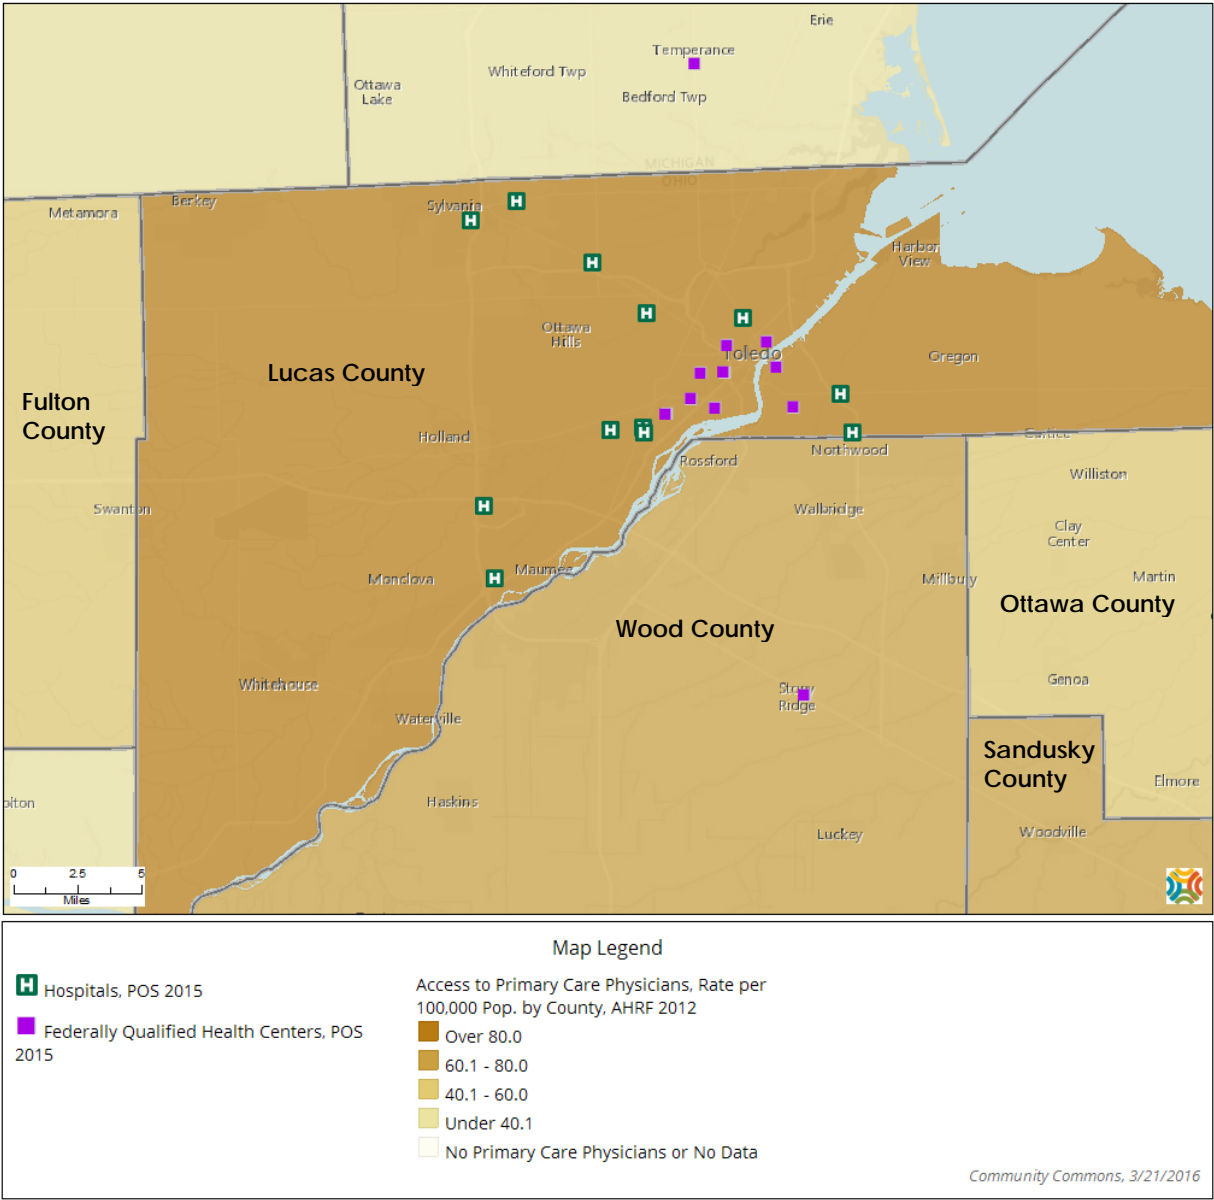 Erie
Temperance
Whiteford Twp
Ottawa
Lake
Bedford Twp
MICHIGAN
OHIO
Berkey
Metamora
Sylvania
H
H
Harbor
View
H
H
H
Ottawa
Hills
Toledo
Oregon
Lucas County
Fulton
County
H
Holland
H
H
H
Curtice
Northwood
Rossford
Williston
Swanton
H
Walbridge
Clay
Center
Maumee
Monclova
H
Millbury
Martin
Ottawa County
Wood County
Whitehouse
Genoa
Stony
Ridge
Waterville
Sandusky
County
Elmore
Haskins
Luckey
Woodville
0 2.5 5
Miles
Map Legend
H Hospitals, POS 2015
Federally Qualified Health Centers, POS
2015
Access to Primary Care Physicians, Rate per
100,000 Pop. by County, AHRF 2012
Over 80.0
60.1 - 80.0
40.1 - 60.0
Under 40.1
No Primary Care Physicians or No Data
Community Commons, 3/21/2016